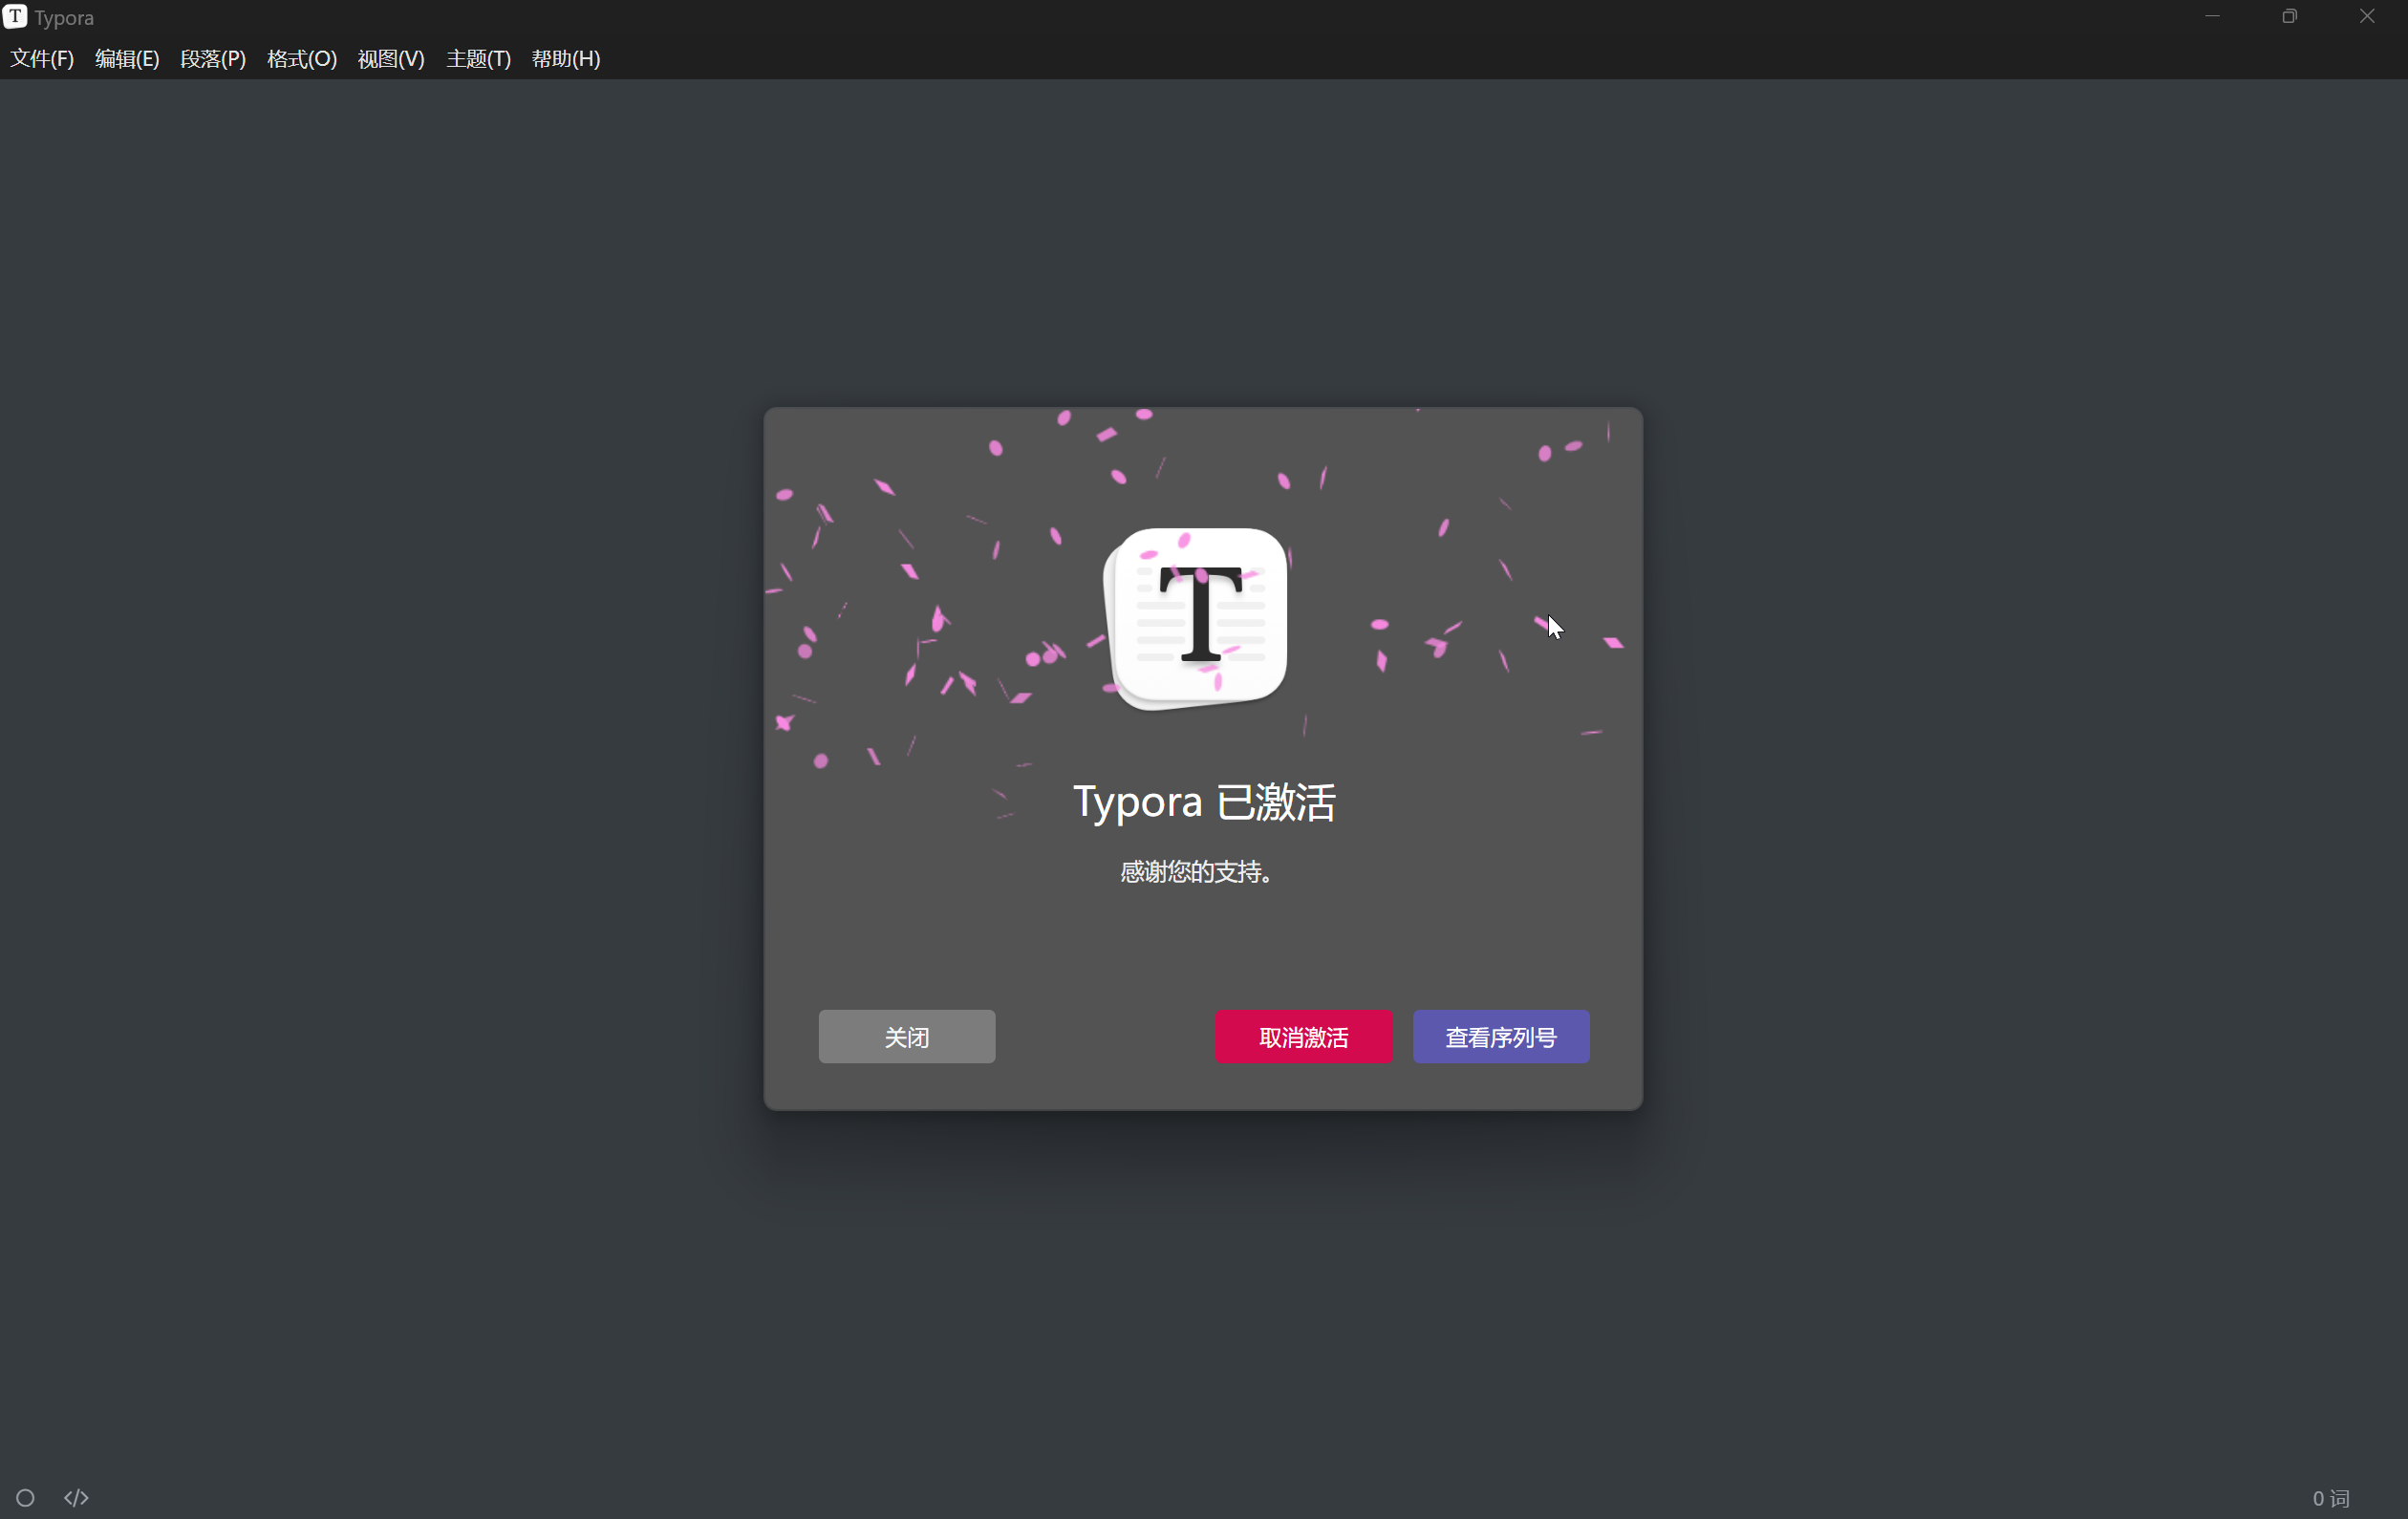 T Typora
文件(F) 编辑(E) 段落(P) 格式(O) 视图(V) 主题(T) 帮助(H)
T
Typora 已激活
感谢您的支持。
关闭 取消激活 查看序列号
</> 0 词